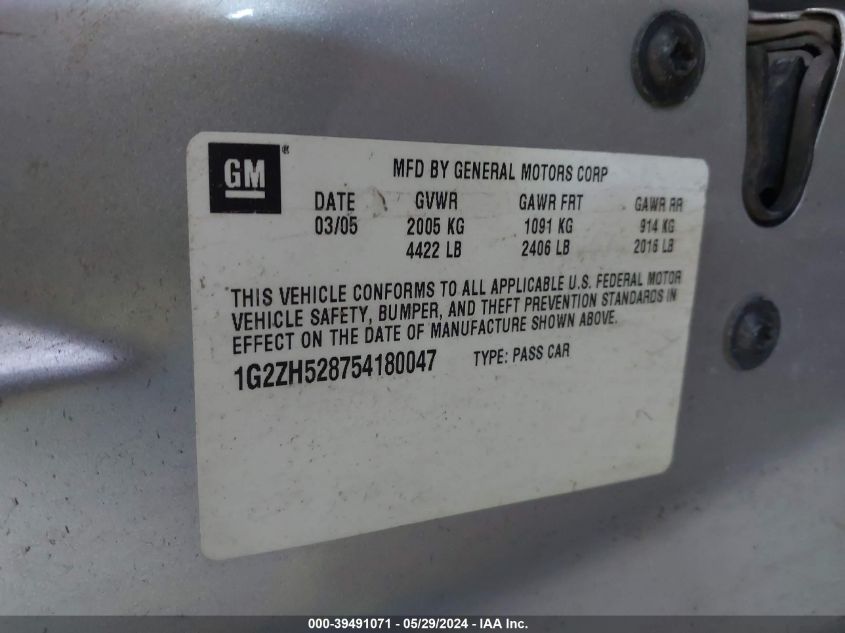 GM®
MFD BY GENERAL MOTORS CORP
DATE GVWR GAWR FRT GAWR RR
03/05 2005 KG 1091 KG 914 KG
4422 LB 2406 LB 2016 LB
THIS VEHICLE CONFORMS TO ALL APPLICABLE U.S. FEDERAL MOTOR
VEHICLE SAFETY, BUMPER, AND THEFT PREVENTION STANDARDS IN
EFFECT ON THE DATE OF MANUFACTURE SHOWN ABOVE.
1G2ZH528754180047 TYPE: PASS CAR
000-39491071 - 05/29/2024 - IAA Inc.